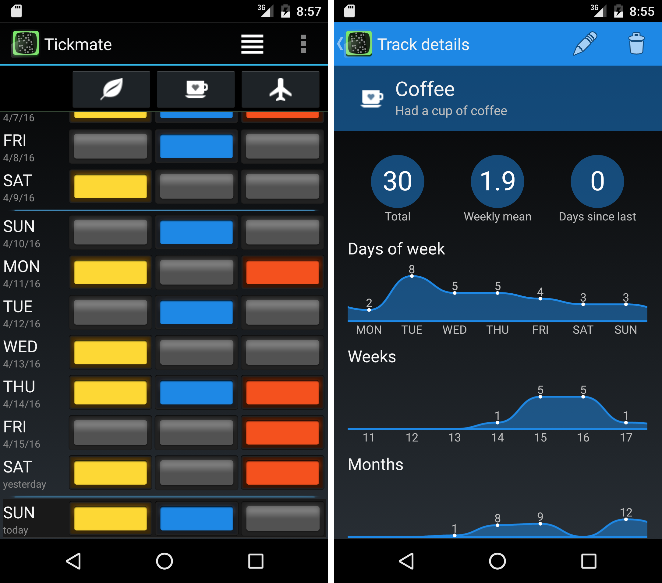 3G 8:57
Tickmate
4/7/16
FRI
4/8/16
SAT
4/9/16
SUN
4/10/16
MON
4/11/16
TUE
4/12/16
WED
4/13/16
THU
4/14/16
FRI
4/15/16
SAT
yesterday
SUN
today
3G 8:55
Track details
Coffee
Had a cup of coffee
30 1.9 0
Total Weekly mean Days since last
Days of week
2 8 5 5 4 3 3
MON TUE WED THU FRI SAT SUN
Weeks
1 5 5 1
11 12 13 14 15 16 17
Months
1 8 9 12